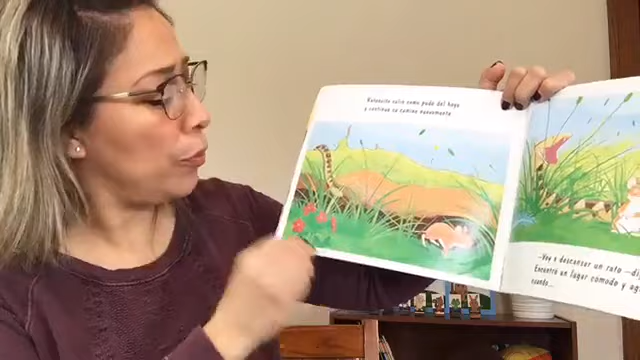 Ratoncito salió como pudo del hoyo
y continuó su camino nuevamente
-Voy a descansar un rato -di
Encontró un lugar cómodo y ag
cuando,,,